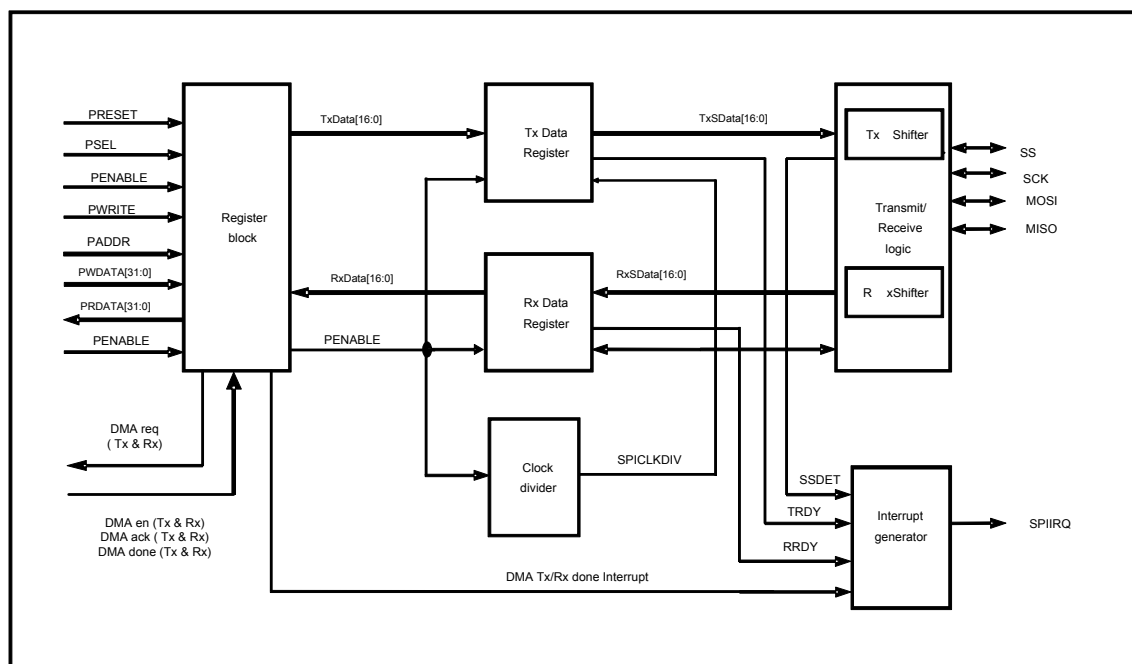 PRESET
PSEL
PENABLE
PWRITE
PADDR
PWDATA[31:0]
PRDATA[31:0]
PENABLE
Register
block
DMA req
( Tx & Rx)
DMA en (Tx & Rx)
DMA ack ( Tx & Rx)
DMA done (Tx & Rx)
TxData[16:0]
RxData[16:0]
PENABLE
Tx Data
Register
Rx Data
Register
Clock
divider
SPICLKDIV
TxSData[16:0]
RxSData[16:0]
Tx Shifter
Transmit/
Receive
logic
R xShifter
SS
SCK
MOSI
MISO
SSDET
TRDY
RRDY
DMA Tx/Rx done Interrupt
Interrupt
generator
SPIIRQ